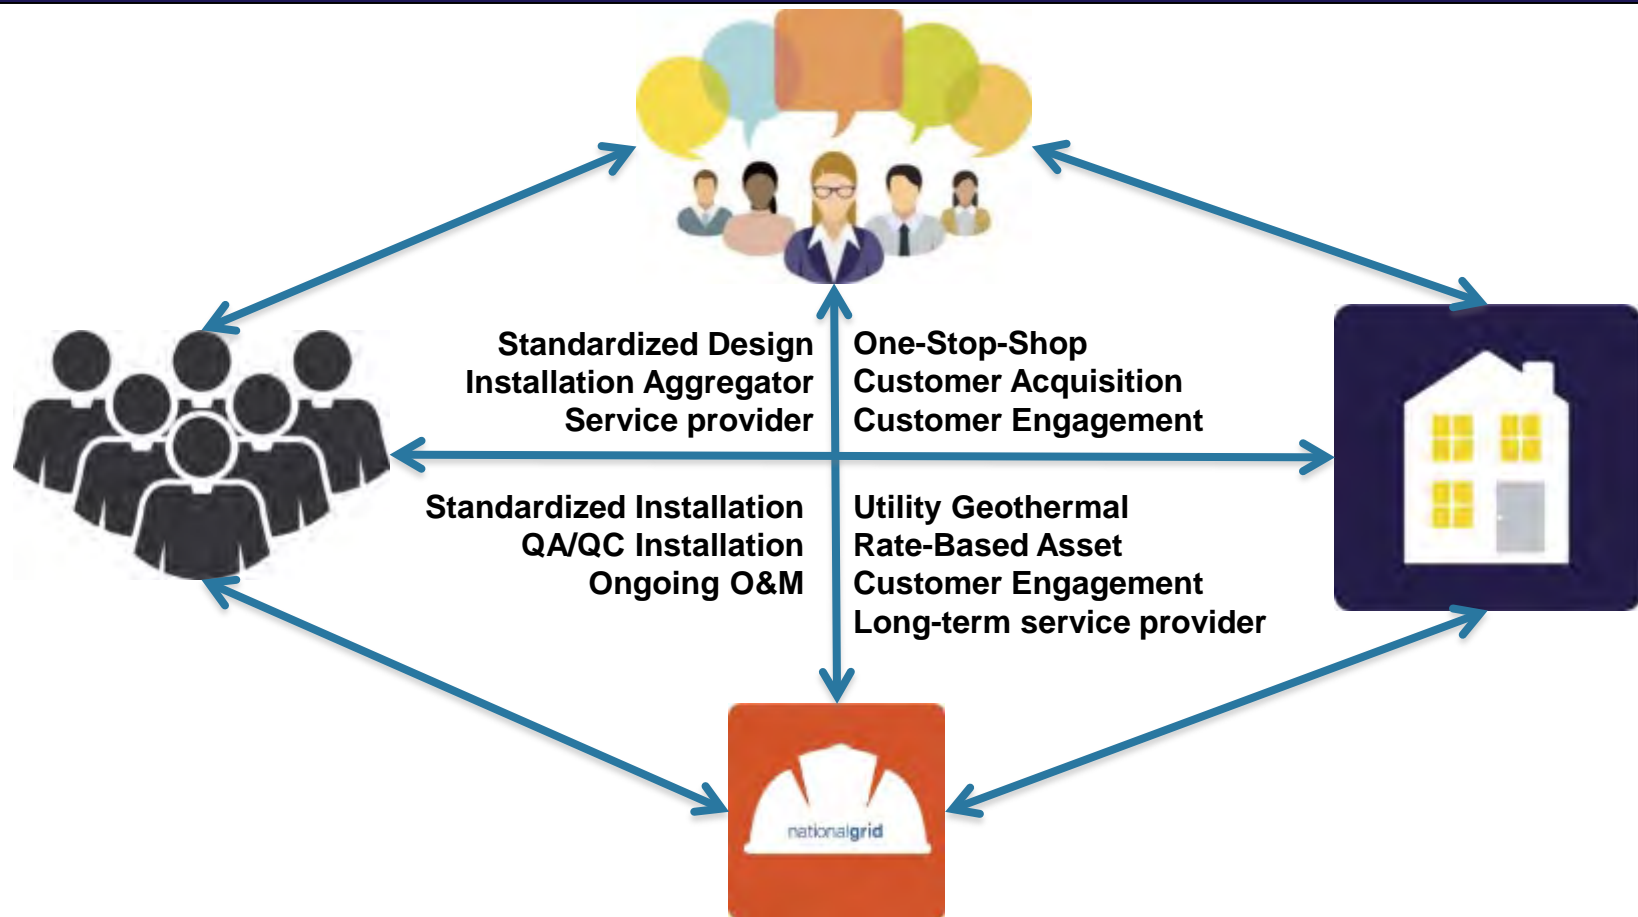 Standardized Design
Installation Aggregator
Service provider
One-Stop-Shop
Customer Acquisition
Customer Engagement
Standardized Installation
QA/QC Installation
Ongoing O&M
Utility Geothermal
Rate-Based Asset
Customer Engagement
Long-term service provider
nationalgrid